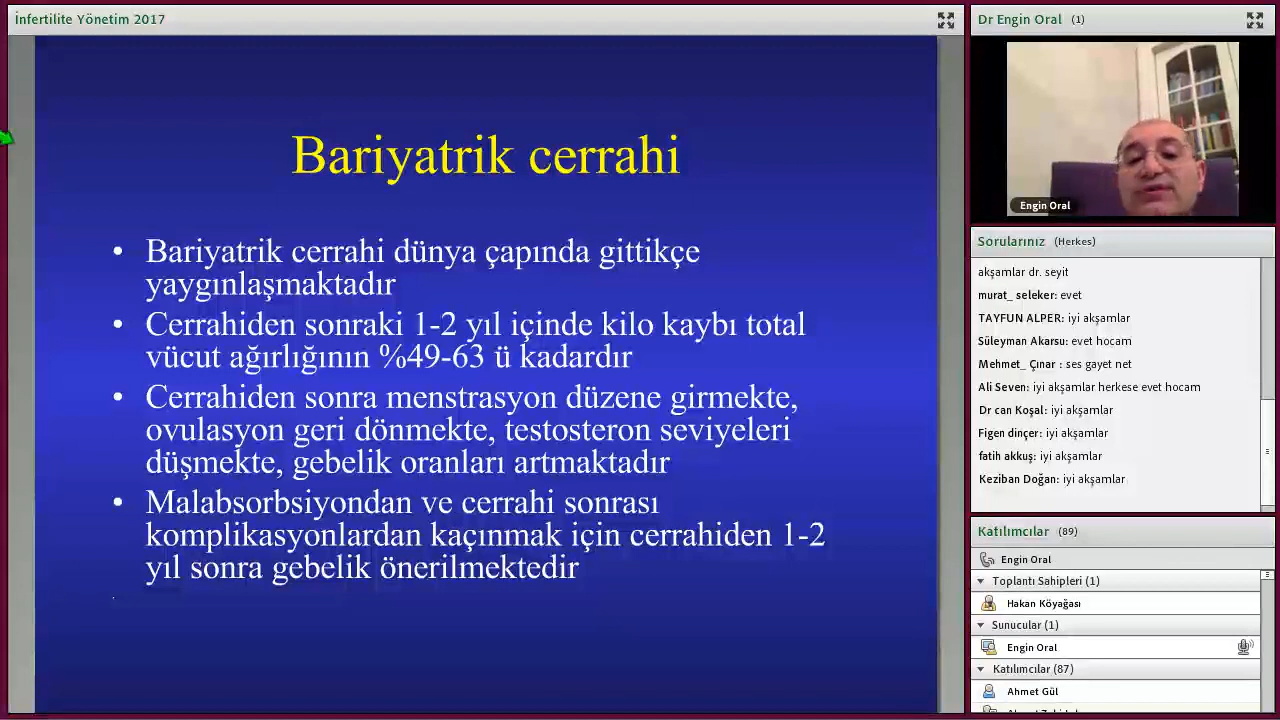 İnfertilite Yönetim 2017
Bariyatrik cerrahi
• Bariyatrik cerrahi dünya çapında gittikçe
yaygınlaşmaktadır
• Cerrahiden sonraki 1-2 yıl içinde kilo kaybı total
vücut ağırlığının %49-63 ü kadardır
• Cerrahiden sonra menstrasyon düzene girmekte,
ovulasyon geri dönmekte, testosteron seviyeleri
düşmekte, gebelik oranları artmaktadır
• Malabsorbsiyondan ve cerrahi sonrası
komplikasyonlardan kaçınmak için cerrahiden 1-2
yıl sonra gebelik önerilmektedir
Dr Engin Oral (1)
Engin Oral
Sorularınız (Herkes)
akşamlar dr. seyit
murat_ seleker: evet
TAYFUN ALPER: iyi akşamlar
Süleyman Akarsu: evet hocam
Mehmet_ Çınar : ses gayet net
Ali Seven: iyi akşamlar herkese evet hocam
Dr can Koşal: iyi akşamlar
Figen dinçer: iyi akşamlar
fatih akkuş: iyi akşamlar
Keziban Doğan: iyi akşamlar
Katılımcılar (89)
Engin Oral
Toplantı Sahipleri (1)
Hakan Köyağası
Sunucular (1)
Engin Oral
Katılımcılar (87)
Ahmet Gül